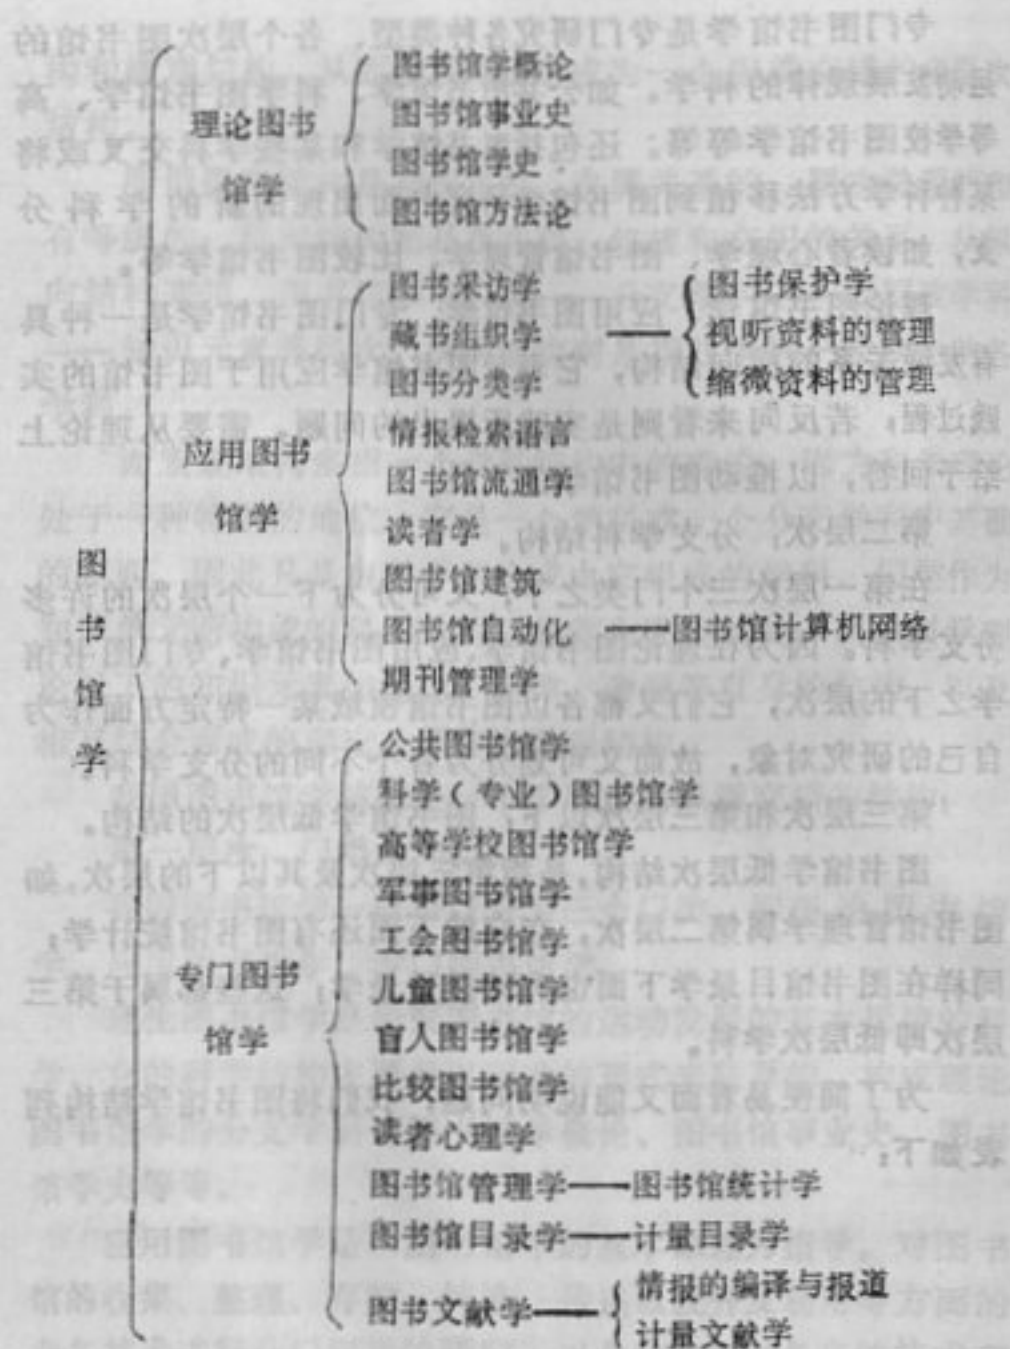 图书馆学
理论图书馆学
图书馆学概论
图书馆事业史
图书馆学史
图书馆方法论
应用图书馆学
图书采访学
藏书组织学——
图书保护学
视听资料的管理
缩微资料的管理
图书分类学
情报检索语言
图书馆流通学
读者学
图书馆建筑
图书馆自动化——图书馆计算机网络
期刊管理学
专门图书馆学
公共图书馆学
科学（专业）图书馆学
高等学校图书馆学
军事图书馆学
工会图书馆学
儿童图书馆学
盲人图书馆学
比较图书馆学
读者心理学
图书馆管理学——图书馆统计学
图书馆目录学——计量目录学
图书文献学——
情报的编译与报道
计量文献学